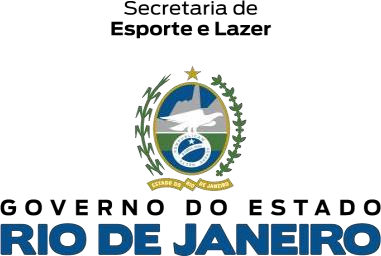 Secretaria de
Esporte e Lazer
ESTADO DO RIO DE JANEIRO
GOVERNO DO ESTADO
RIO DE JANEIRO